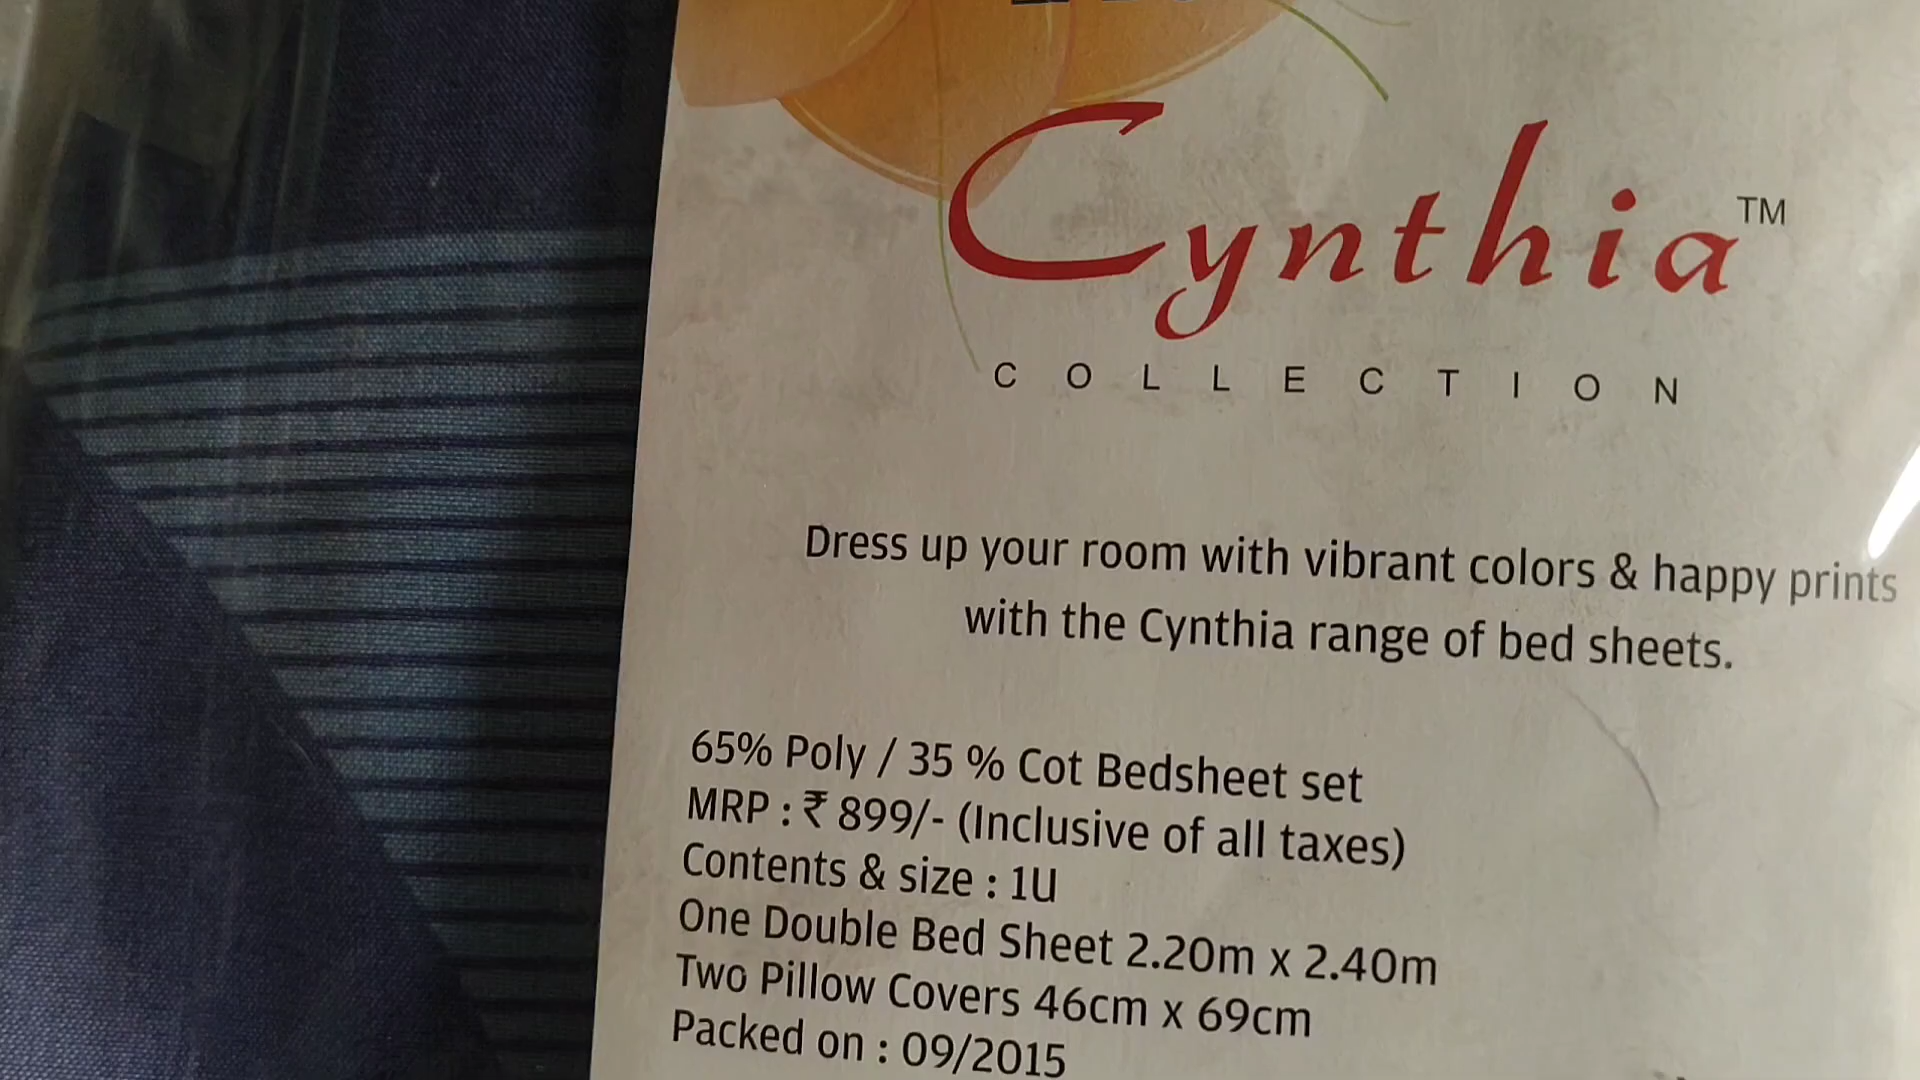 Cynthia™
COLLECTION
Dress up your room with vibrant colors & happy prints
with the Cynthia range of bed sheets.
65% Poly / 35 % Cot Bedsheet set
MRP : ₹ 899/- (Inclusive of all taxes)
Contents & size : 1U
One Double Bed Sheet 2.20m x 2.40m
Two Pillow Covers 46cm x 69cm
Packed on : 09/2015